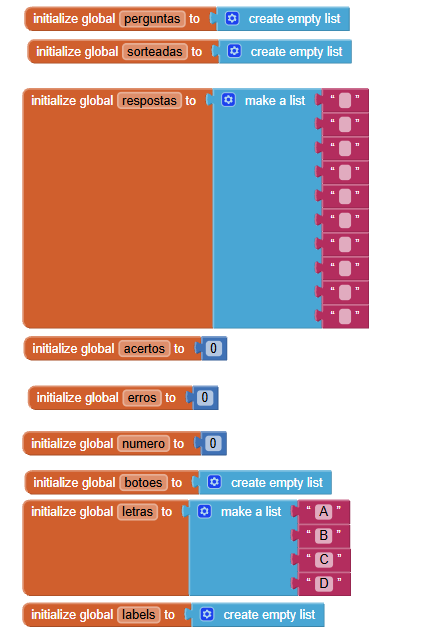 initialize global perguntas to create empty list
initialize global sorteadas to create empty list
initialize global respostas to make a list " "
" "
" "
" "
" "
" "
" "
" "
" "
" "
initialize global acertos to 0
initialize global erros to 0
initialize global numero to 0
initialize global botoes to create empty list
initialize global letras to make a list " A "
" B "
" C "
" D "
initialize global labels to create empty list